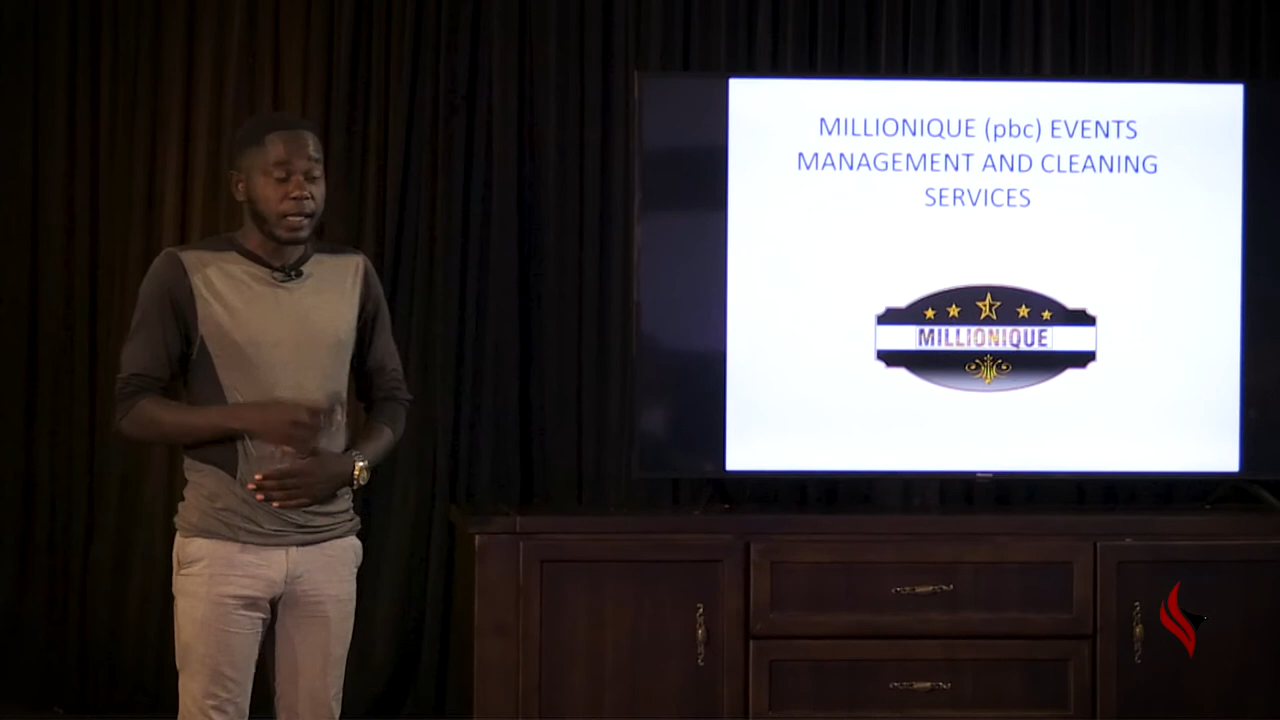 MILLIONIQUE (pbc) EVENTS
MANAGEMENT AND CLEANING
SERVICES
MILLIONIQUE